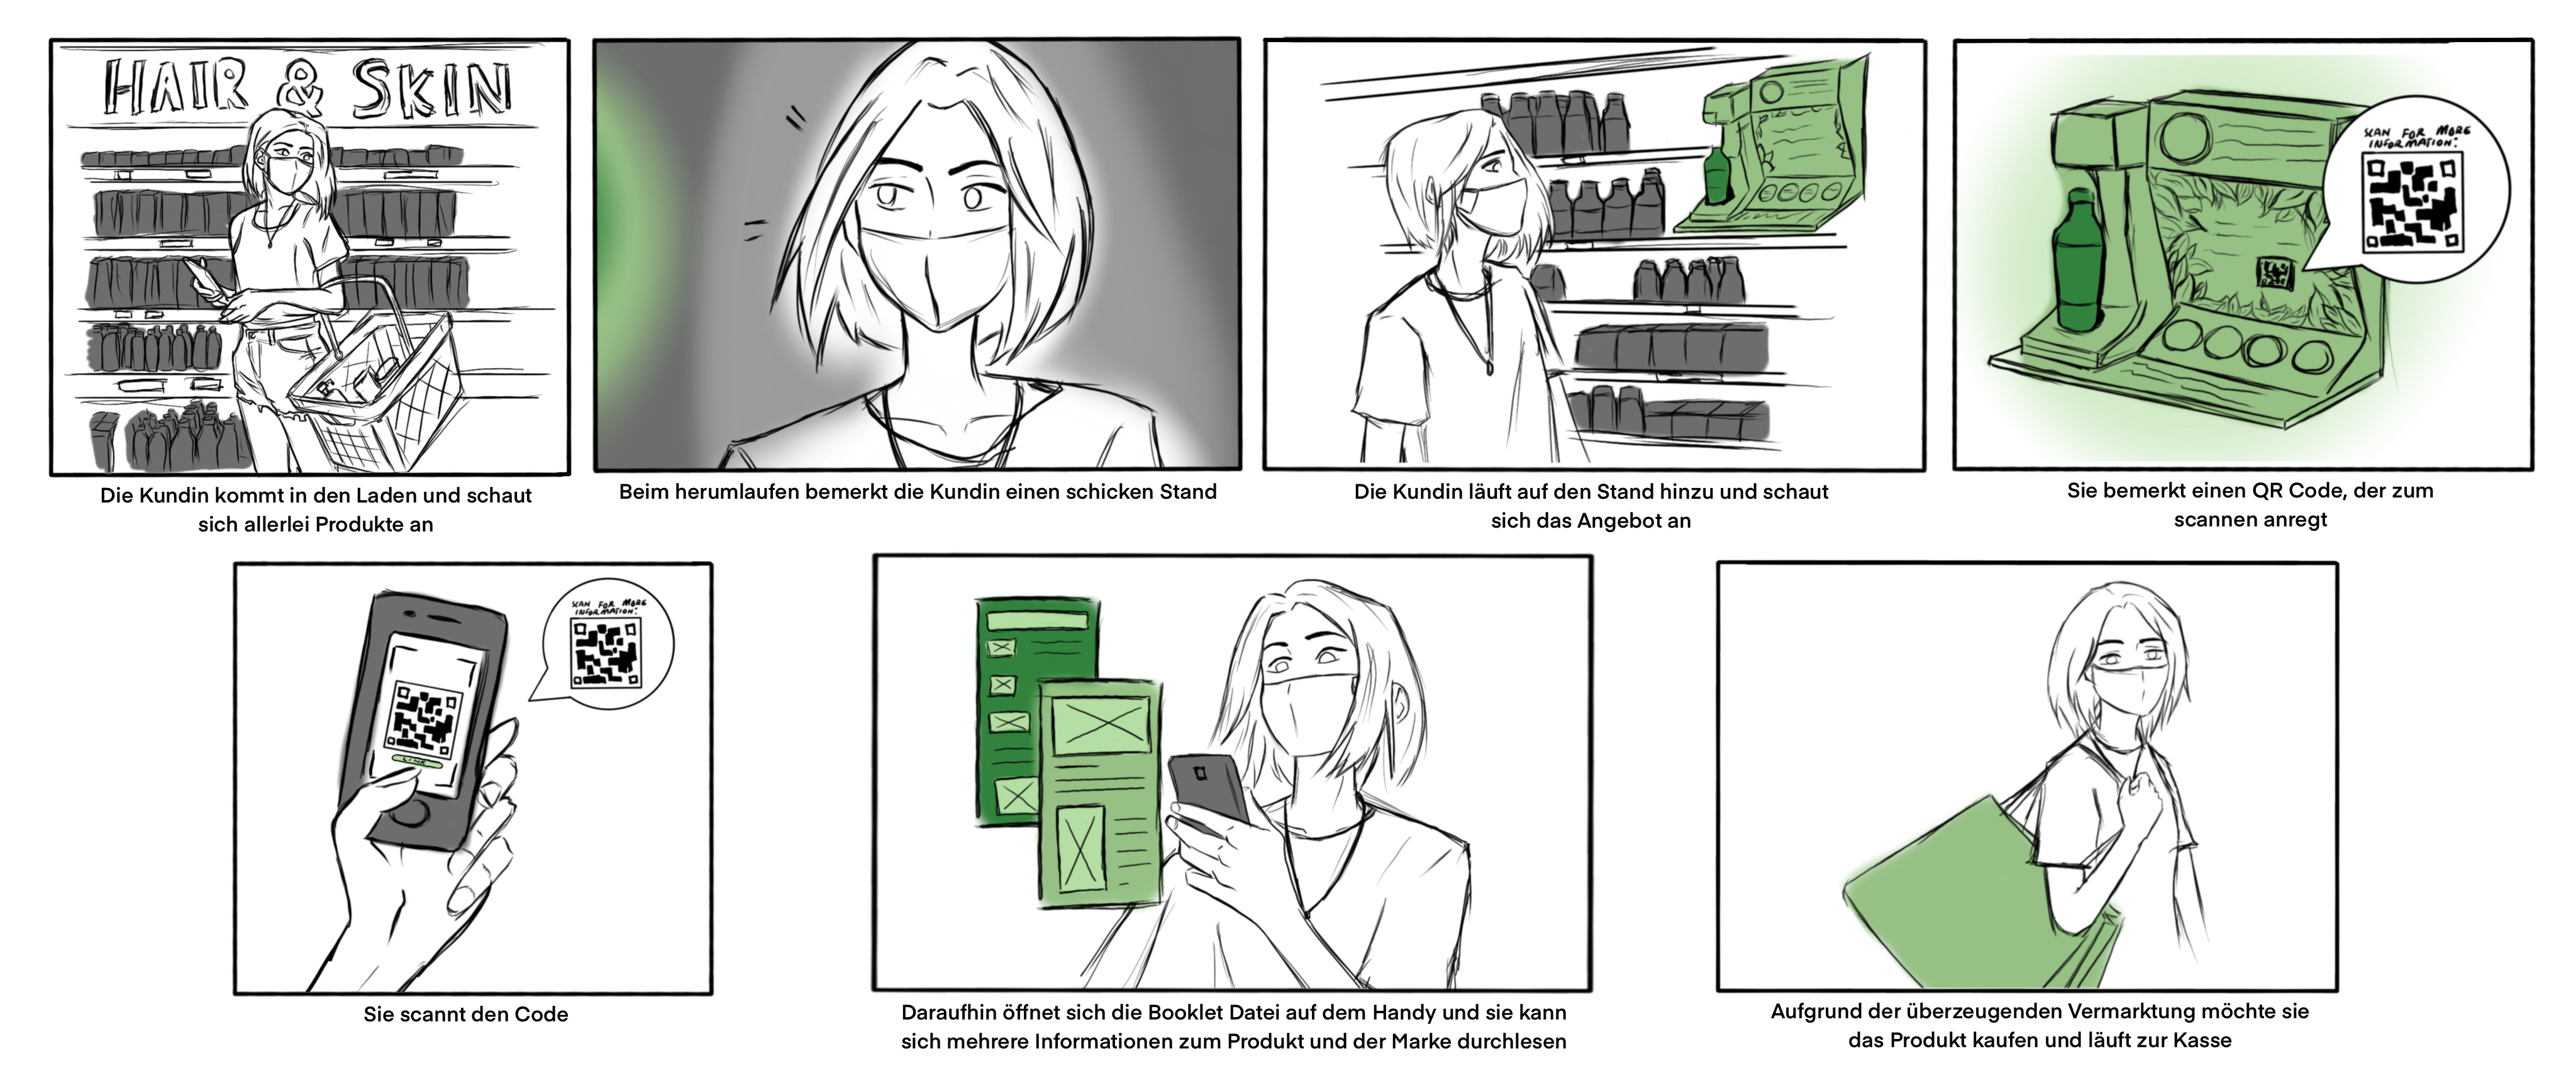 HAIR & SKIN
Die Kundin kommt in den Laden und schaut
sich allerlei Produkte an
Beim herumlaufen bemerkt die Kundin einen schicken Stand
Die Kundin läuft auf den Stand hinzu und schaut
sich das Angebot an
SCAN FOR MORE
INFORMATION:
Sie bemerkt einen QR Code, der zum
scannen anregt
SCAN FOR MORE
INFORMATION:
LINK
Sie scannt den Code
Daraufhin öffnet sich die Booklet Datei auf dem Handy und sie kann
sich mehrere Informationen zum Produkt und der Marke durchlesen
Aufgrund der überzeugenden Vermarktung möchte sie
das Produkt kaufen und läuft zur Kasse